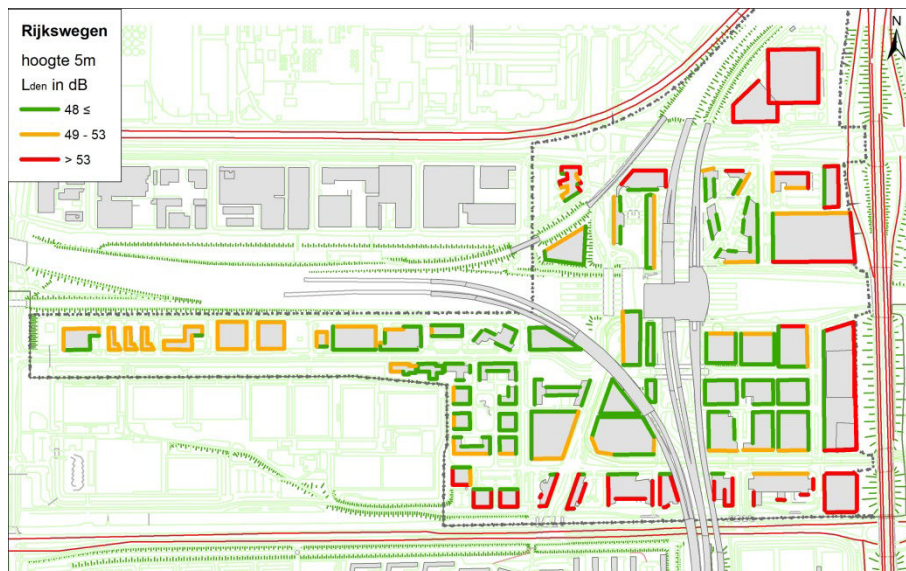 Rijkswegen
hoogte 5m
Lden in dB
48 ≤
49 - 53
> 53
N